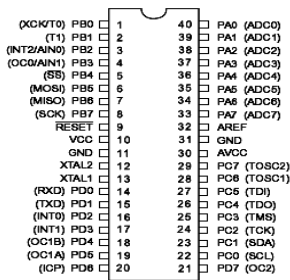 (XCK/T0) PB0 1 40 PA0 (ADC0)
(T1) PB1 2 39 PA1 (ADC1)
(INT2/AIN0) PB2 3 38 PA2 (ADC2)
(OC0/AIN1) PB3 4 37 PA3 (ADC3)
(SS) PB4 5 36 PA4 (ADC4)
(MOSI) PB5 6 35 PA5 (ADC5)
(MISO) PB6 7 34 PA6 (ADC6)
(SCK) PB7 8 33 PA7 (ADC7)
RESET 9 32 AREF
VCC 10 31 GND
GND 11 30 AVCC
XTAL2 12 29 PC7 (TOSC2)
XTAL1 13 28 PC6 (TOSC1)
(RXD) PD0 14 27 PC5 (TDI)
(TXD) PD1 15 26 PC4 (TDO)
(INT0) PD2 16 25 PC3 (TMS)
(INT1) PD3 17 24 PC2 (TCK)
(OC1B) PD4 18 23 PC1 (SDA)
(OC1A) PD5 19 22 PC0 (SCL)
(ICP) PD6 20 21 PD7 (OC2)